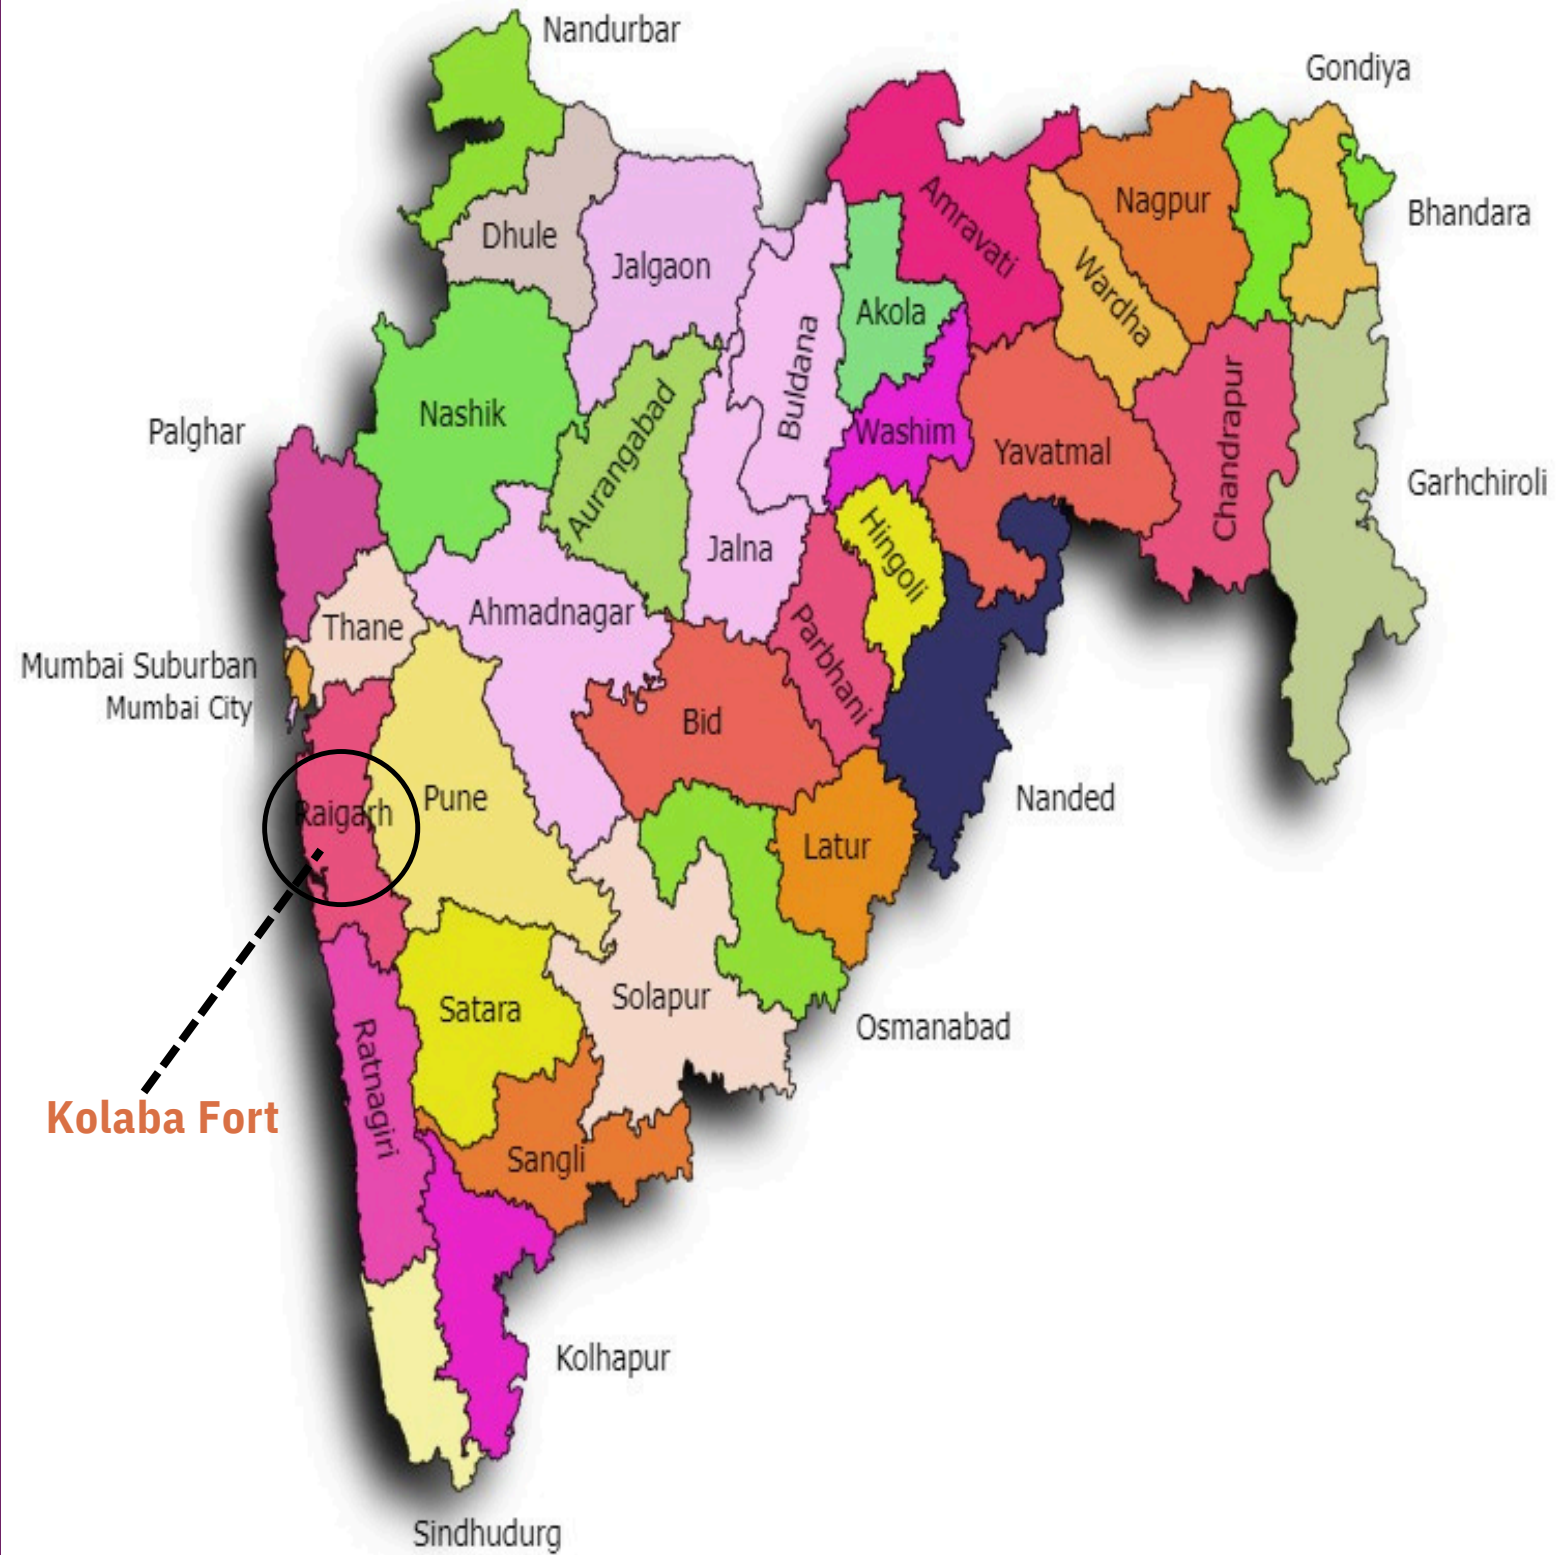 Nandurbar
Gondiya
Dhule
Jalgaon
Amravati
Nagpur
Bhandara
Wardha
Akola
Buldana
Nashik
Aurangabad
Palghar
Washim
Yavatmal
Chandrapur
Garhchiroli
Hingoli
Jalna
Ahmadnagar
Thane
Parbhani
Mumbai Suburban
Mumbai City
Bid
Pune
Raigarh
Nanded
Latur
Satara
Solapur
Osmanabad
Ratnagiri
Kolaba Fort
Sangli
Kolhapur
Sindhudurg